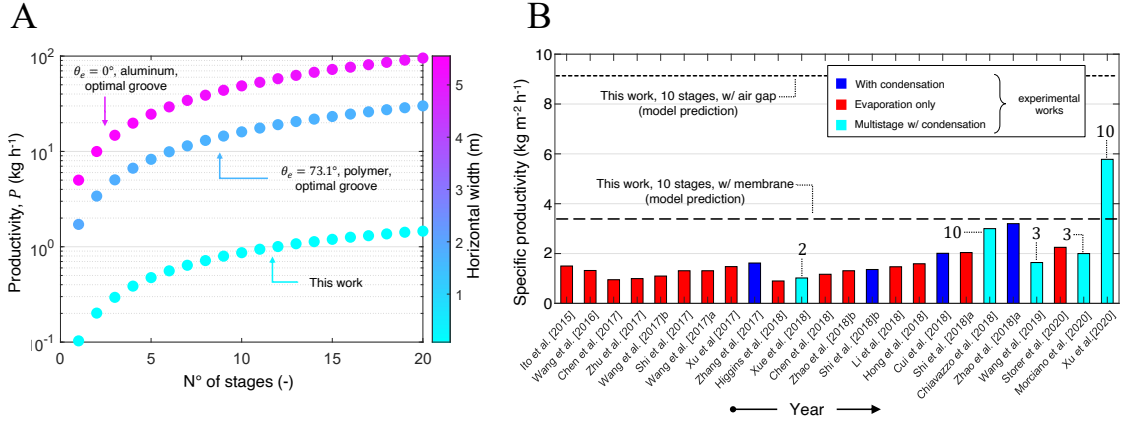 A
Productivity, P (kg h⁻¹)
10²
10¹
10⁰
10⁻¹
θₑ = 0°, aluminum,
optimal groove
θₑ = 73.1°, polymer,
optimal groove
This work
0
5
10
15
20
N° of stages (-)
5
4
3
2
1
Horizontal width (m)
B
Specific productivity (kg m⁻² h⁻¹)
10
8
6
4
2
0
This work, 10 stages, w/ air gap
(model prediction)
With condensation
Evaporation only
Multistage w/ condensation
experimental
works
This work, 10 stages, w/ membrane
(model prediction)
2
10
3
3
10
Ito et al. [2015]
Wang et al. [2016]
Chen et al. [2017]
Zhu et al. [2017]
Wang et al. [2017]b
Shi et al. [2017]
Wang et al. [2017]a
Xu et al. [2017]
Zhang et al. [2017]
Higgins et al. [2018]
Xue et al. [2018]
Chen et al. [2018]
Zhao et al. [2018]b
Shi et al. [2018]b
Li et al. [2018]
Hong et al. [2018]
Cui et al. [2018]
Shi et al. [2018]a
Chiavazzo et al. [2018]
Zhao et al. [2018]a
Wang et al. [2019]
Storer et al. [2020]
Morciano et al. [2020]
Xu et al. [2020]
Year